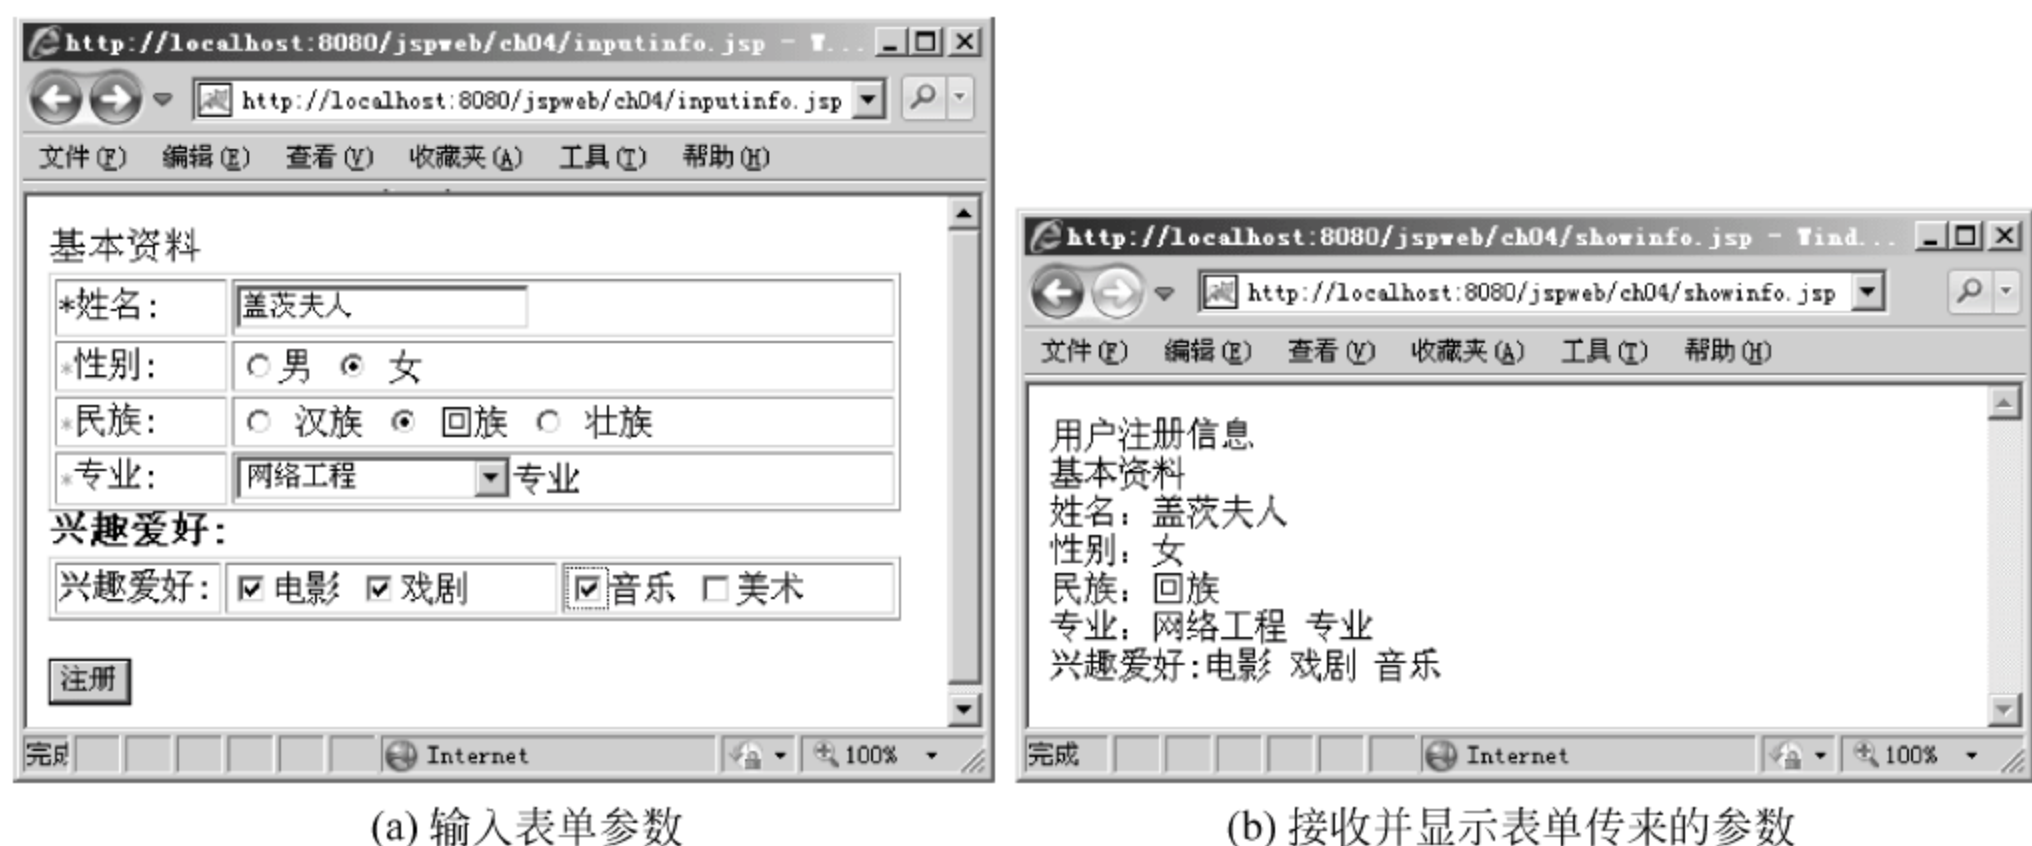 http://localhost:8080/jspweb/ch04/inputinfo.jsp - W...
http://localhost:8080/jspweb/ch04/inputinfo.jsp
文件(F) 编辑(E) 查看(V) 收藏夹(A) 工具(T) 帮助(H)
基本资料
*姓名: 盖茨夫人
*性别: 男 女
*民族: 汉族 回族 壮族
*专业: 网络工程 专业
兴趣爱好:
兴趣爱好: 电影 戏剧 音乐 美术
注册
完成 Internet 100%
(a) 输入表单参数
http://localhost:8080/jspweb/ch04/showinfo.jsp - Wind...
http://localhost:8080/jspweb/ch04/showinfo.jsp
文件(F) 编辑(E) 查看(V) 收藏夹(A) 工具(T) 帮助(H)
用户注册信息
基本资料
姓名: 盖茨夫人
性别: 女
民族: 回族
专业: 网络工程 专业
兴趣爱好:电影 戏剧 音乐
完成 Internet 100%
(b) 接收并显示表单传来的参数